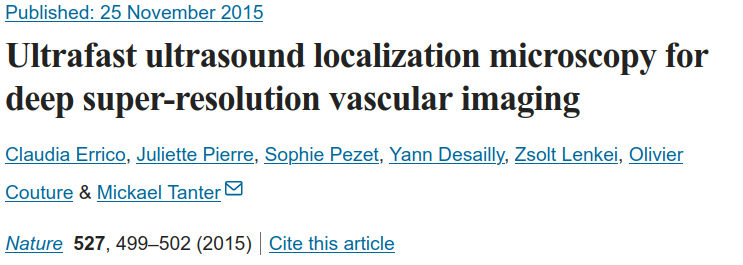 Published: 25 November 2015
Ultrafast ultrasound localization microscopy for
deep super-resolution vascular imaging
Claudia Errico, Juliette Pierre, Sophie Pezet, Yann Desailly, Zsolt Lenkei, Olivier
Couture & Mickael Tanter
Nature 527, 499–502 (2015) | Cite this article